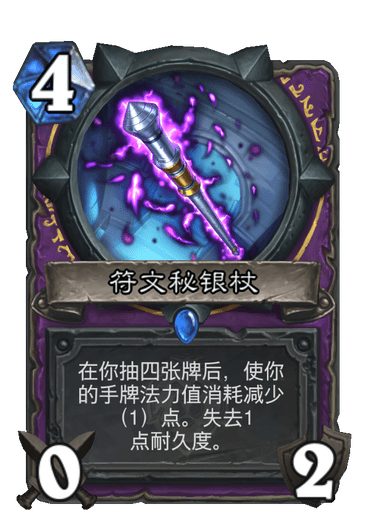 4
符文秘银杖
在你抽四张牌后，使你
的手牌法力值消耗减少
（1）点。失去1
点耐久度。
0
2